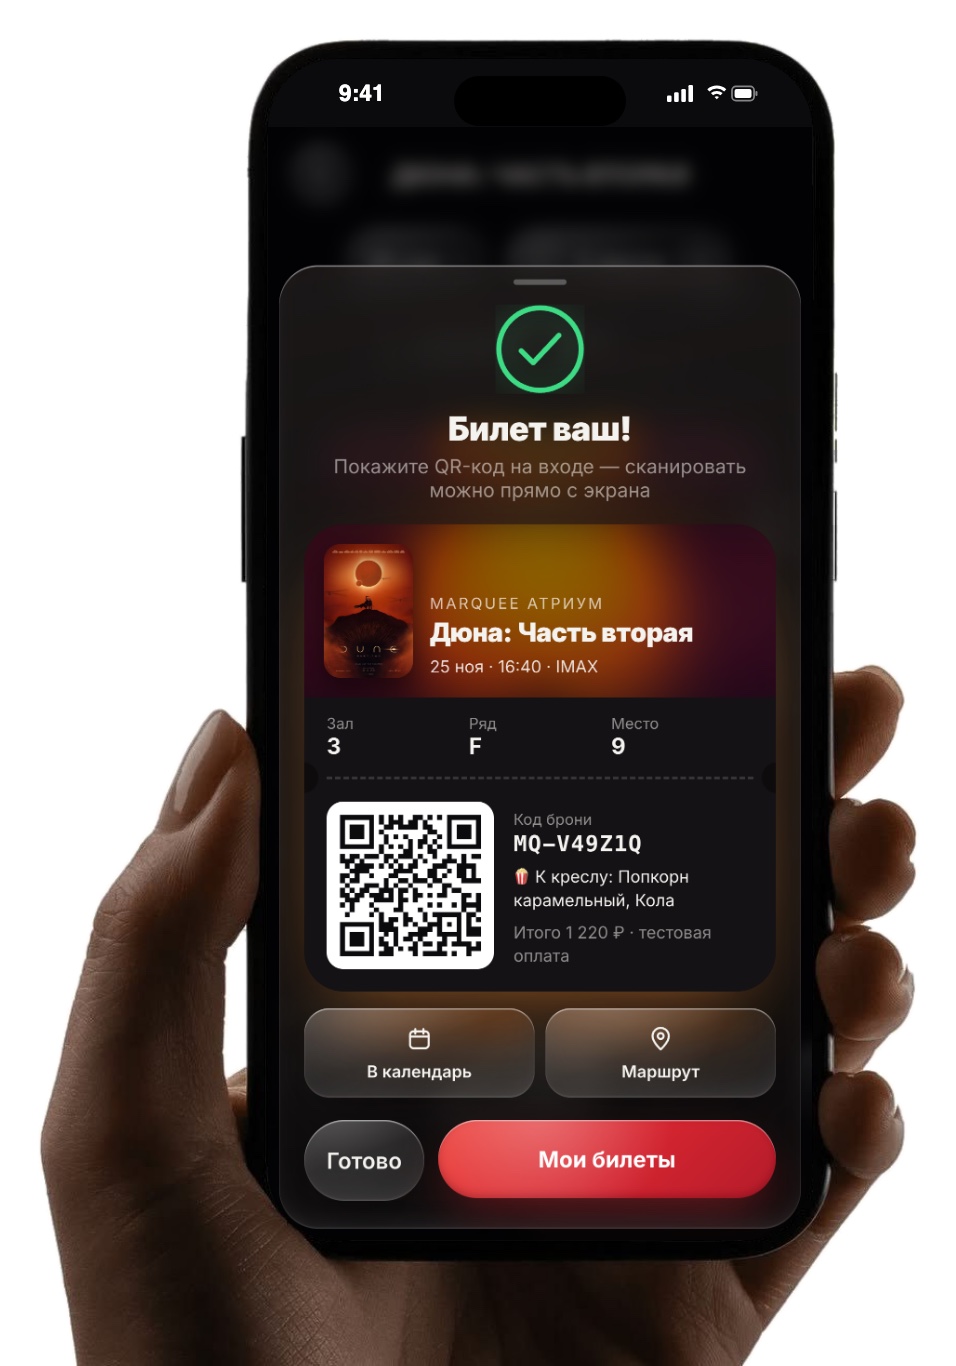 9:41
Билет ваш!
Покажите QR-код на входе — сканировать
можно прямо с экрана
MARQUEE АТРИУМ
Дюна: Часть вторая
25 ноя · 16:40 · IMAX
DUNE
Зал
Ряд
Место
3
F
9
Код брони
MQ-V49Z1Q
🍿 К креслу: Попкорн
карамельный, Кола
Итого 1 220 ₽ · тестовая
оплата
В календарь
Маршрут
Готово
Мои билеты